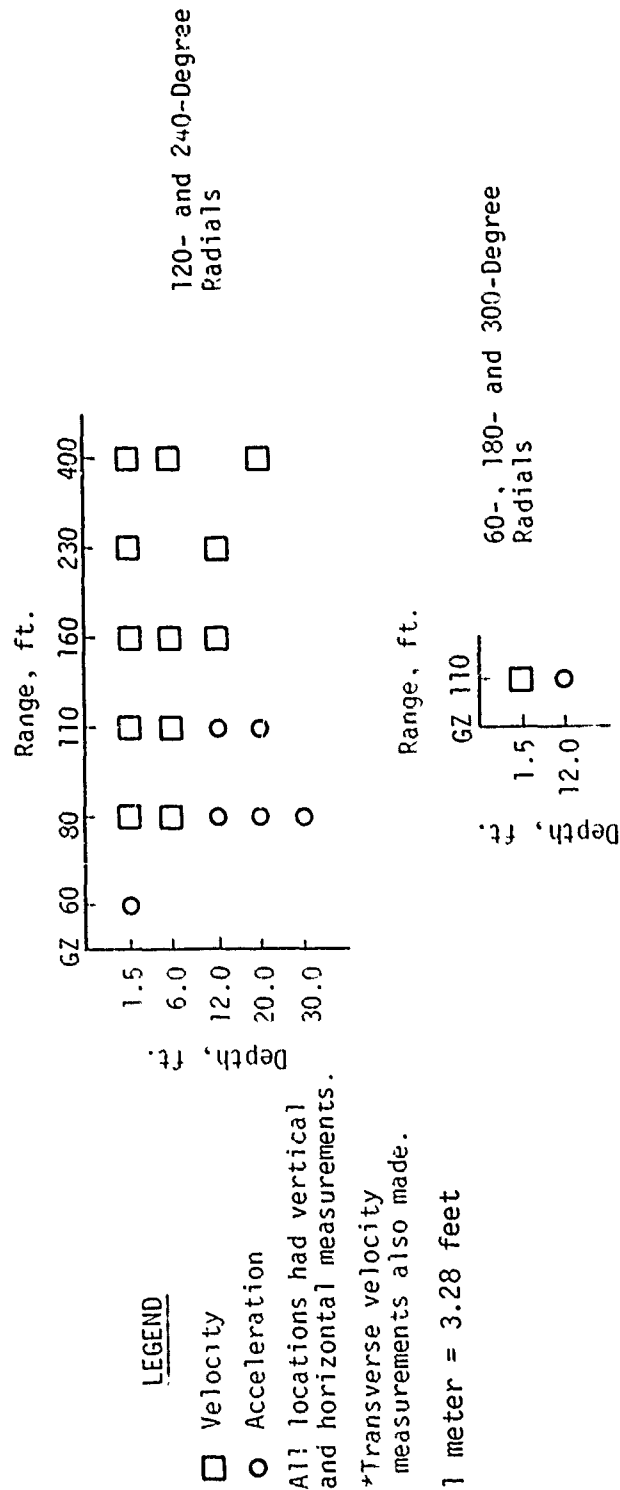 LEGEND
Velocity
Acceleration
All locations had vertical
and horizontal measurements.
*Transverse velocity
measurements also made.
1 meter = 3.28 feet
Range, ft.
GZ 60 80 110 160 230 400
Depth, ft.
1.5
6.0
12.0
20.0
30.0
120- and 240-Degree
Radials
Range, ft.
GZ 110
Depth, ft.
1.5
12.0
60-, 180- and 300-Degree
Radials